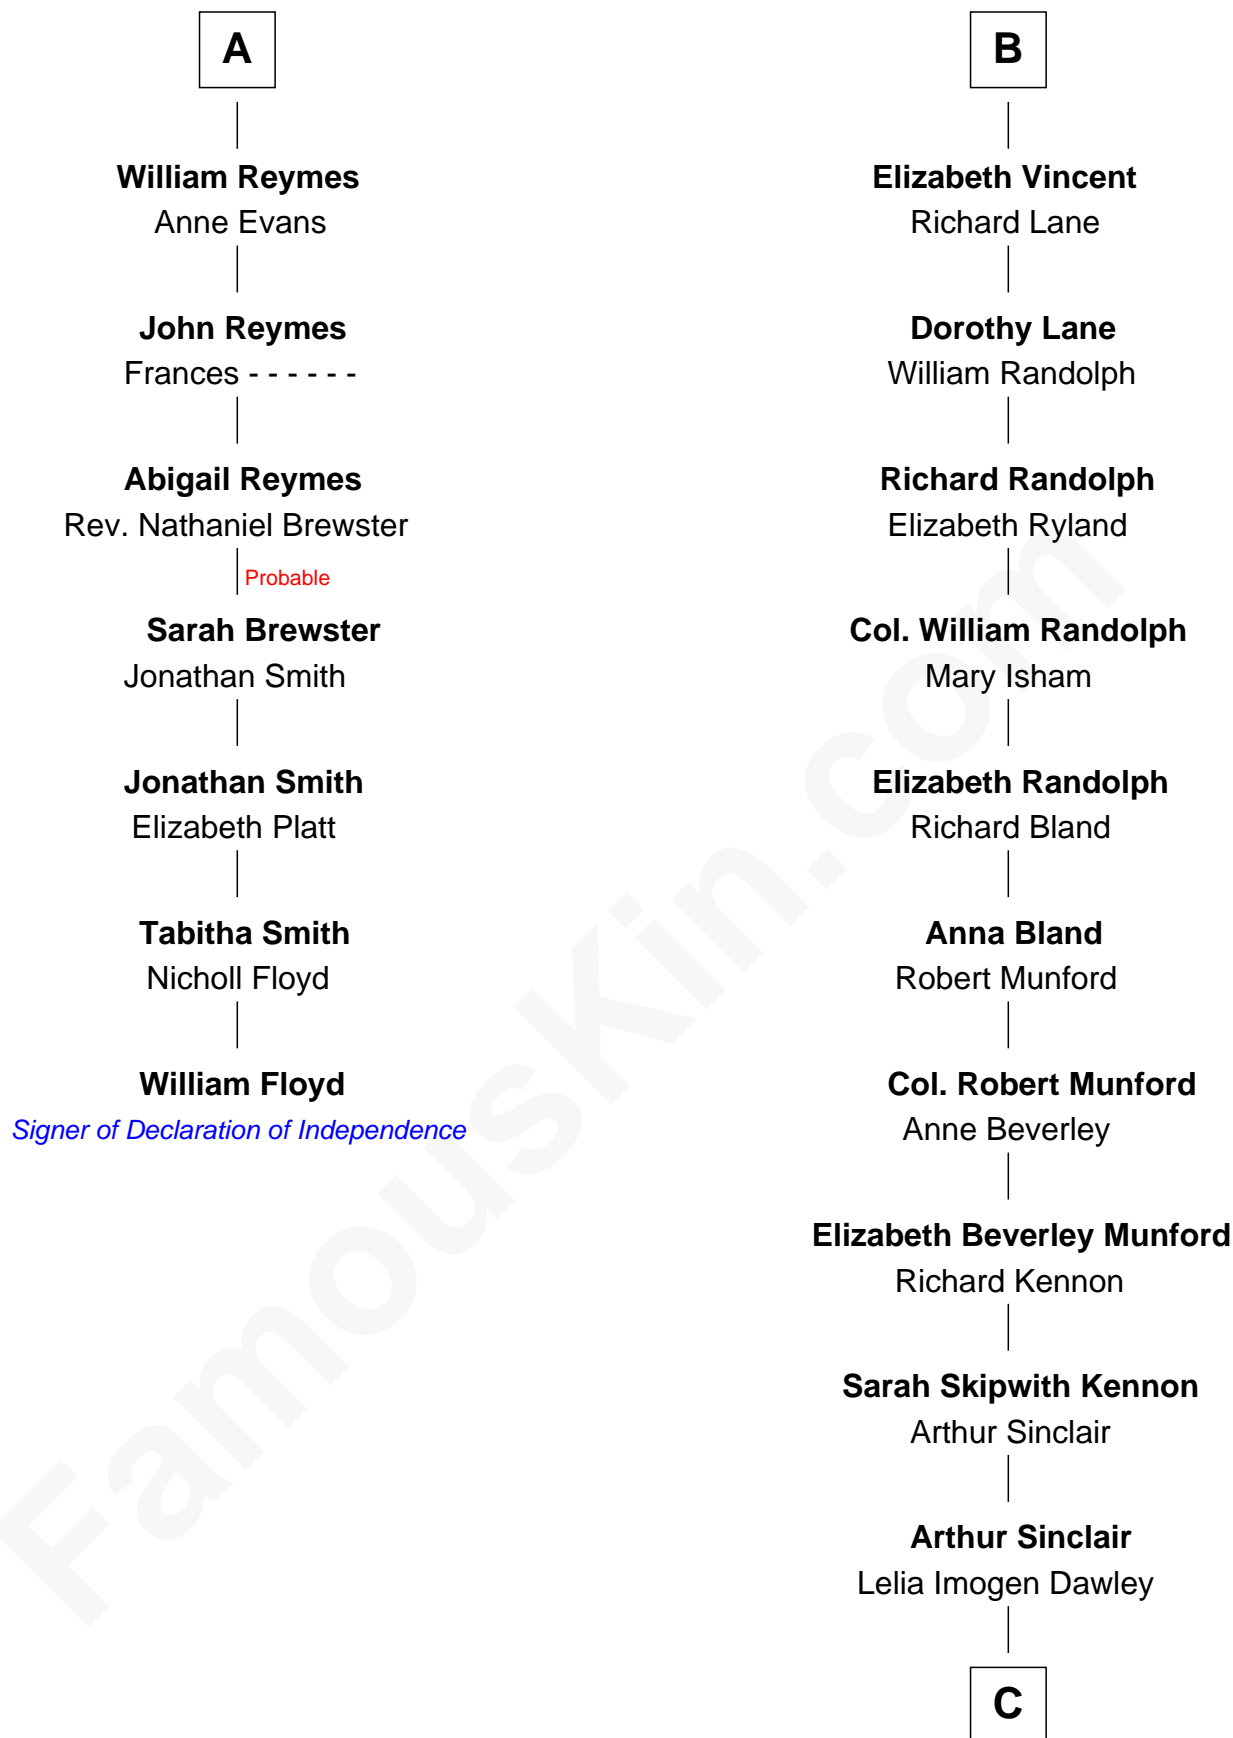 A
William Reymes
Anne Evans
John Reymes
Frances - - - - - -
Abigail Reymes
Rev. Nathaniel Brewster
Probable
Sarah Brewster
Jonathan Smith
Jonathan Smith
Elizabeth Platt
Tabitha Smith
Nicholl Floyd
William Floyd
Signer of Declaration of Independence
B
Elizabeth Vincent
Richard Lane
Dorothy Lane
William Randolph
Richard Randolph
Elizabeth Ryland
Col. William Randolph
Mary Isham
Elizabeth Randolph
Richard Bland
Anna Bland
Robert Munford
Col. Robert Munford
Anne Beverley
Elizabeth Beverley Munford
Richard Kennon
Sarah Skipwith Kennon
Arthur Sinclair
Arthur Sinclair
Lelia Imogen Dawley
C
FamousKin.com